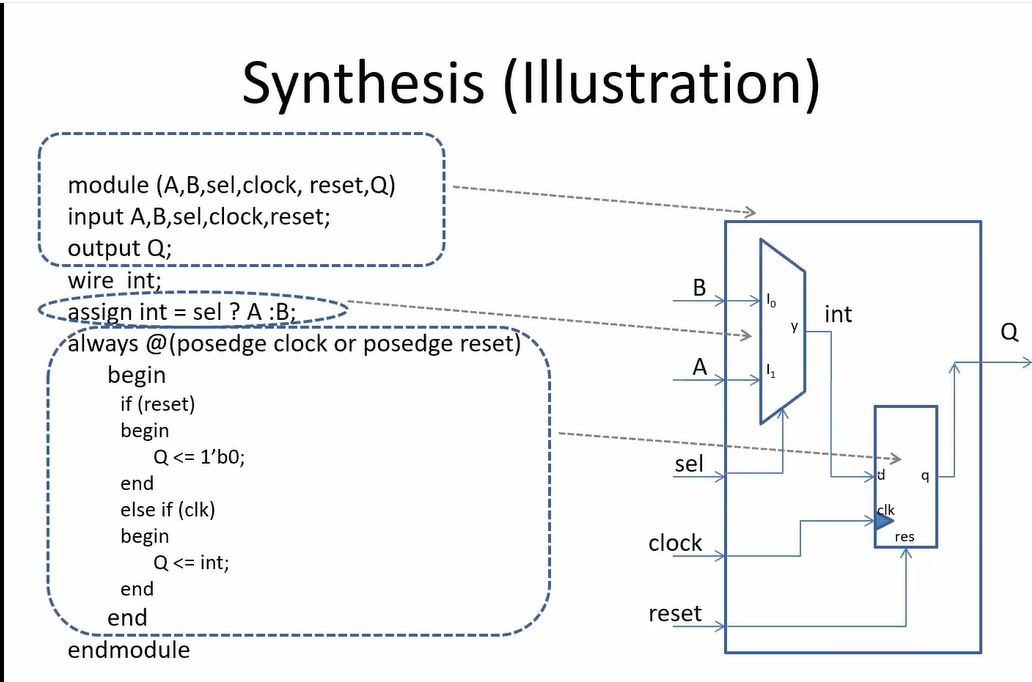 Synthesis (Illustration)
module (A,B,sel,clock, reset,Q)
input A,B,sel,clock,reset;
output Q;
wire  int;
assign int = sel ? A :B;
always @(posedge clock or posedge reset)
begin
if (reset)
begin
Q <= 1’b0;
end
else if (clk)
begin
Q <= int;
end
end
endmodule
B
A
sel
clock
reset
I0
I1
y
int
d
q
clk
res
Q